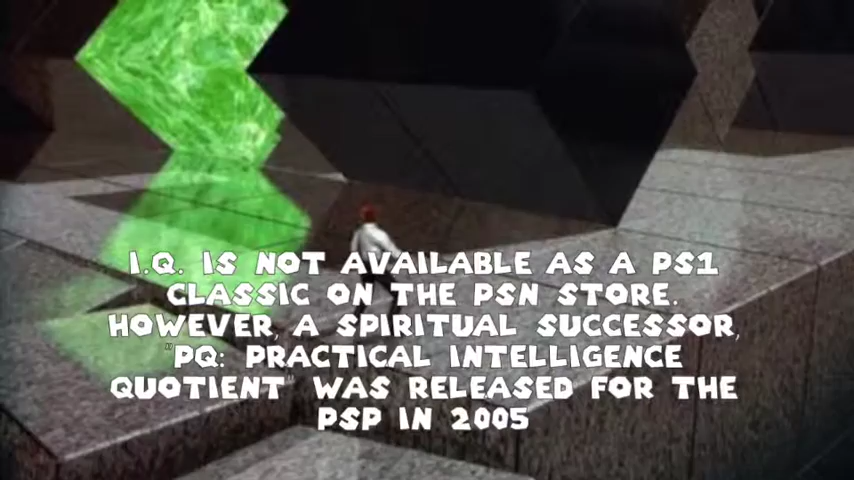 I.Q. IS NOT AVAILABLE AS A PS1
CLASSIC ON THE PSN STORE.
HOWEVER, A SPIRITUAL SUCCESSOR,
"PQ: PRACTICAL INTELLIGENCE
QUOTIENT" WAS RELEASED FOR THE
PSP IN 2005